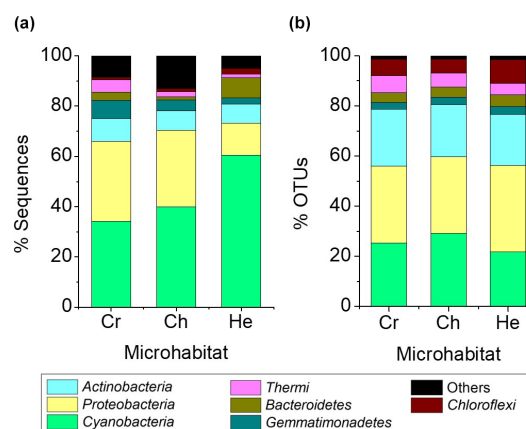 (a)
(b)
100
80
60
40
20
0
% Sequences
Cr Ch He
Microhabitat
100
80
60
40
20
0
% OTUs
Cr Ch He
Microhabitat
Actinobacteria Thermi Others
Proteobacteria Bacteroidetes Chloroflexi
Cyanobacteria Gemmatimonadetes